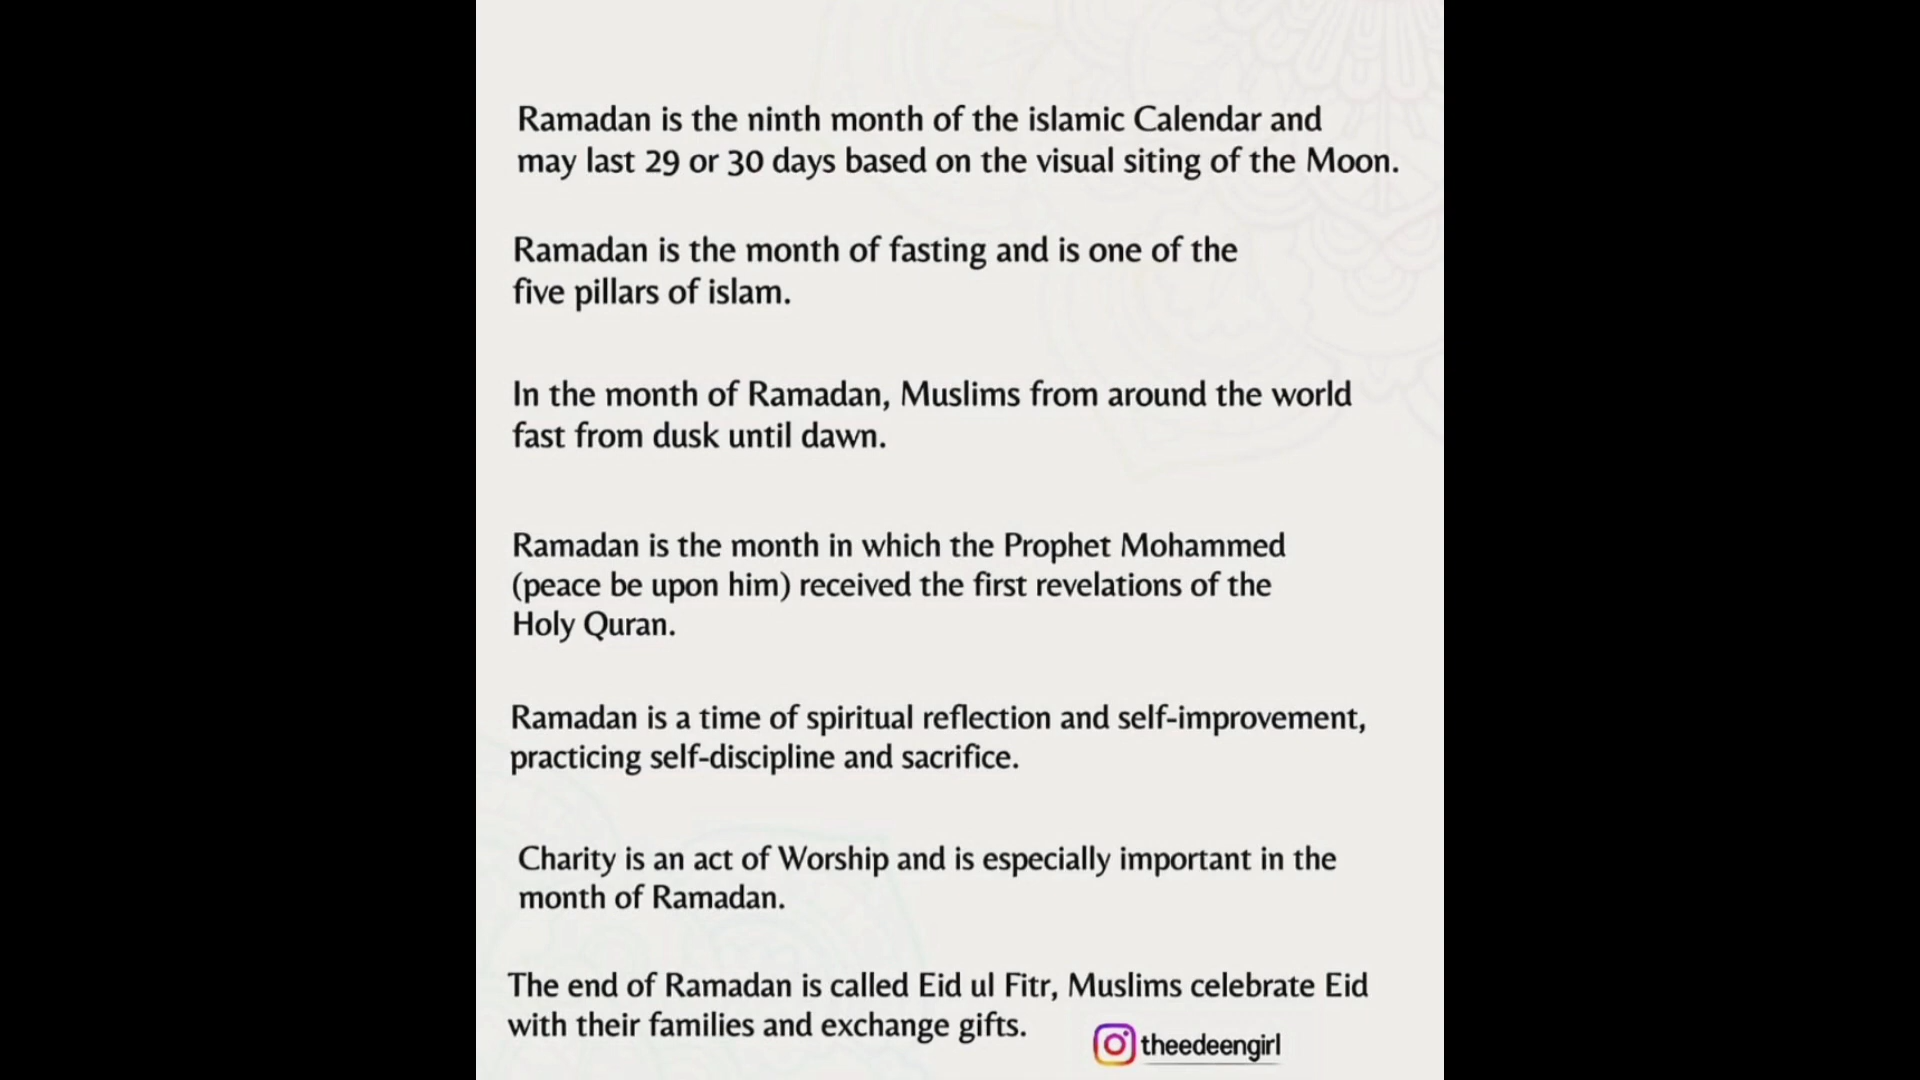 Ramadan is the ninth month of the islamic Calendar and
may last 29 or 30 days based on the visual siting of the Moon.
Ramadan is the month of fasting and is one of the
five pillars of islam.
In the month of Ramadan, Muslims from around the world
fast from dusk until dawn.
Ramadan is the month in which the Prophet Mohammed
(peace be upon him) received the first revelations of the
Holy Quran.
Ramadan is a time of spiritual reflection and self-improvement,
practicing self-discipline and sacrifice.
Charity is an act of Worship and is especially important in the
month of Ramadan.
The end of Ramadan is called Eid ul Fitr, Muslims celebrate Eid
with their families and exchange gifts.
theedeengirl